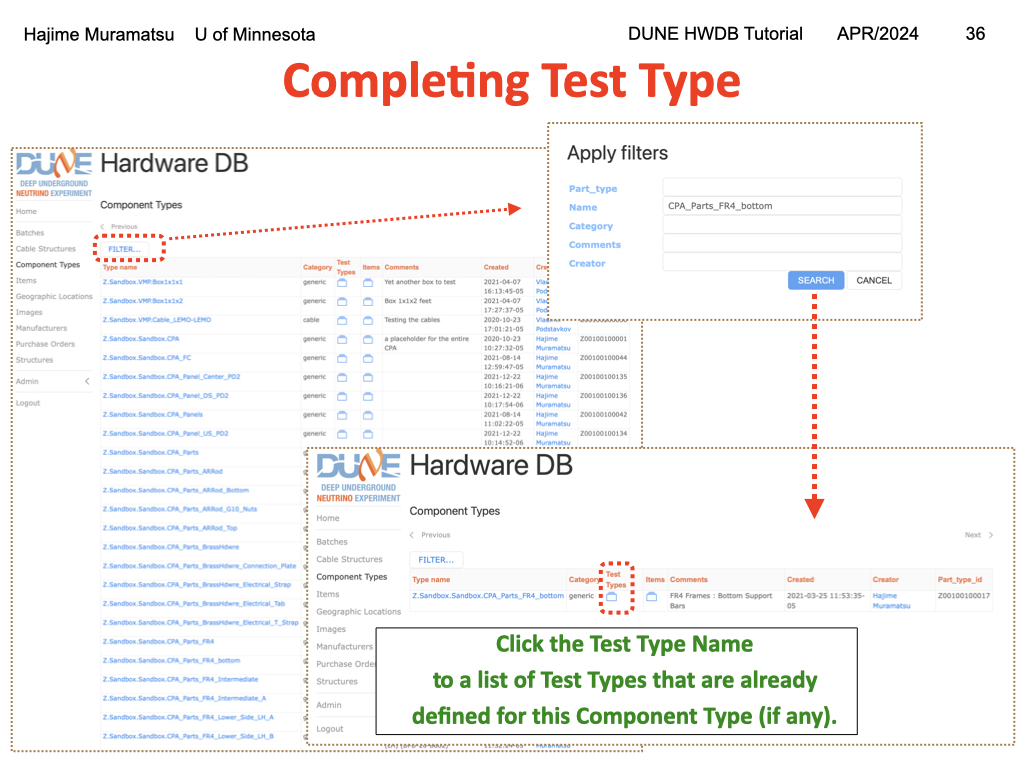 Hajime Muramatsu U of Minnesota
DUNE HWDB Tutorial APR/2024 36
Completing Test Type
DUNE
DEEP UNDERGROUND
NEUTRINO EXPERIMENT
Hardware DB
Home
Batches
Cable Structures
Component Types
Items
Geographic Locations
Images
Manufacturers
Purchase Orders
Structures
Admin
Logout
Component Types
Previous
FILTER...
Type name Category Test Types Items Comments Created
Z.Sandbox.VMP.Box1x1x1 generic Yet another box to test 2021-04-07
16:13:45-05
Z.Sandbox.VMP.Box1x1x2 generic Box 1x1x2 feet 2021-04-07
17:27:37-05
Z.Sandbox.VMP.Cable_LEMO-LEMO cable Testing the cables 2020-10-23
17:01:21-05 Podstavkov
Z.Sandbox.Sandbox.CPA generic a placeholder for the entire CPA 2020-10-23 Hajime Z00100100001
10:27:32-05 Muramatsu
Z.Sandbox.Sandbox.CPA_FC generic 2021-08-14 Hajime Z00100100044
12:59:47-05 Muramatsu
Z.Sandbox.Sandbox.CPA_Panel_Center_PD2 generic 2021-12-22 Hajime Z00100100135
10:16:21-06 Muramatsu
Z.Sandbox.Sandbox.CPA_Panel_DS_PD2 generic 2021-12-22 Hajime Z00100100136
10:17:54-06 Muramatsu
Z.Sandbox.Sandbox.CPA_Panels generic 2021-08-14 Hajime Z00100100042
11:02:22-05 Muramatsu
Z.Sandbox.Sandbox.CPA_Panel_US_PD2 generic 2021-12-22 Hajime Z00100100134
10:14:52-06 Muramatsu
Z.Sandbox.Sandbox.CPA_Parts
Z.Sandbox.Sandbox.CPA_Parts_ARRod
Z.Sandbox.Sandbox.CPA_Parts_ARRod_Bottom
Z.Sandbox.Sandbox.CPA_Parts_ARRod_G10_Nuts
Z.Sandbox.Sandbox.CPA_Parts_ARRod_Top
Z.Sandbox.Sandbox.CPA_Parts_BrassHdwre
Z.Sandbox.Sandbox.CPA_Parts_BrassHdwre_Connection_Plate
Z.Sandbox.Sandbox.CPA_Parts_BrassHdwre_Electrical_Strap
Z.Sandbox.Sandbox.CPA_Parts_BrassHdwre_Electrical_Tab
Z.Sandbox.Sandbox.CPA_Parts_BrassHdwre_Electrical_T_Strap
Z.Sandbox.Sandbox.CPA_Parts_FR4
Z.Sandbox.Sandbox.CPA_Parts_FR4_bottom
Z.Sandbox.Sandbox.CPA_Parts_FR4_Intermediate
Z.Sandbox.Sandbox.CPA_Parts_FR4_Intermediate_A
Z.Sandbox.Sandbox.CPA_Parts_FR4_Lower_Side_LH_A
Z.Sandbox.Sandbox.CPA_Parts_FR4_Lower_Side_LH_B
Apply filters
Part_type
Name CPA_Parts_FR4_bottom
Category
Comments
Creator
SEARCH CANCEL
DUNE
DEEP UNDERGROUND
NEUTRINO EXPERIMENT
Hardware DB
Home
Batches
Cable Structures
Component Types
Items
Geographic Locations
Images
Manufacturers
Structures
Admin
Logout
Component Types
Previous Next
FILTER...
Type name Category Test Types Items Comments Created Creator Part_type_id
Z.Sandbox.Sandbox.CPA_Parts_FR4_bottom generic FR4 Frames : Bottom Support 2021-03-25 11:53:35- Hajime Z00100100017
Bars 05 Muramatsu
Click the Test Type Name
to a list of Test Types that are already
defined for this Component Type (if any).